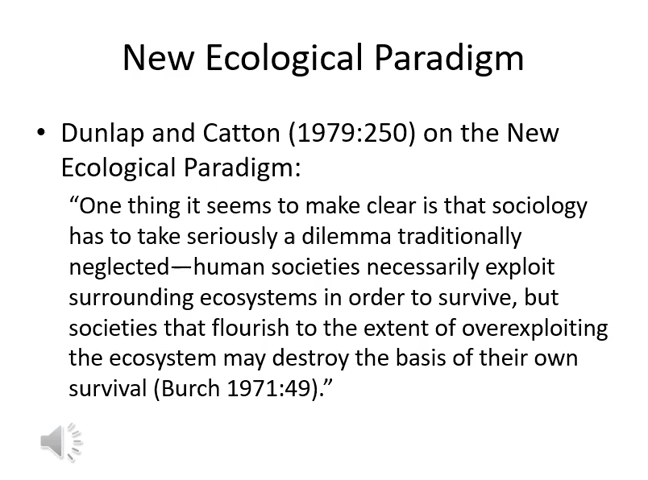 New Ecological Paradigm
• Dunlap and Catton (1979:250) on the New
Ecological Paradigm:
“One thing it seems to make clear is that sociology
has to take seriously a dilemma traditionally
neglected—human societies necessarily exploit
surrounding ecosystems in order to survive, but
societies that flourish to the extent of overexploiting
the ecosystem may destroy the basis of their own
survival (Burch 1971:49).”